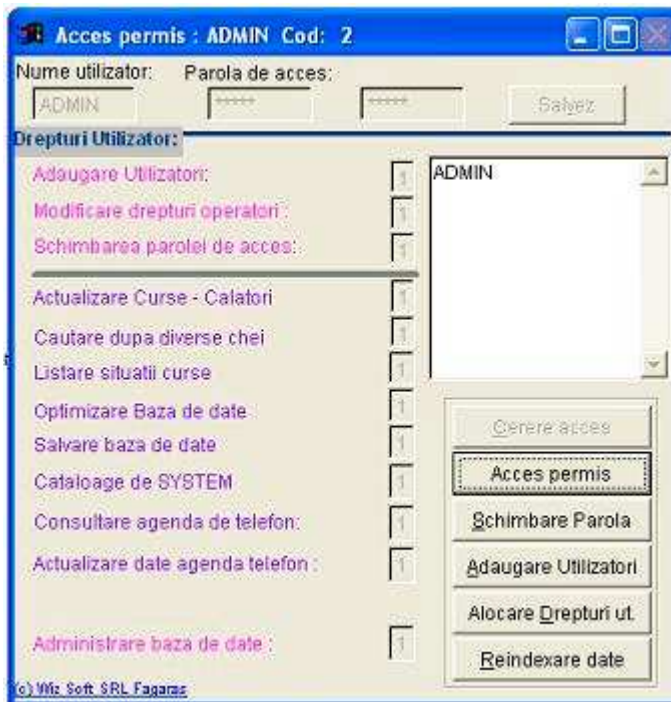 Acces permis : ADMIN Cod: 2
Nume utilizator: Parola de acces:
ADMIN ***** ***** Salvez
Drepturi Utilizator:
Adaugare Utilizatori: 1
Modificare drepturi operatori : 1
Schimbarea parolei de acces: 1
Actualizare Curse - Calatori 1
Cautare dupa diverse chei 1
Listare situatii curse 1
Optimizare Baza de date 1
Salvare baza de date 1
Cataloage de SYSTEM 1
Consultare agenda de telefon: 1
Actualizare date agenda telefon : 1
Administrare baza de date : 1
(c) Wiz Soft SRL Fagaras
ADMIN
Cerere acces
Acces permis
Schimbare Parola
Adaugare Utilizatori
Alocare Drepturi ut.
Reindexare date